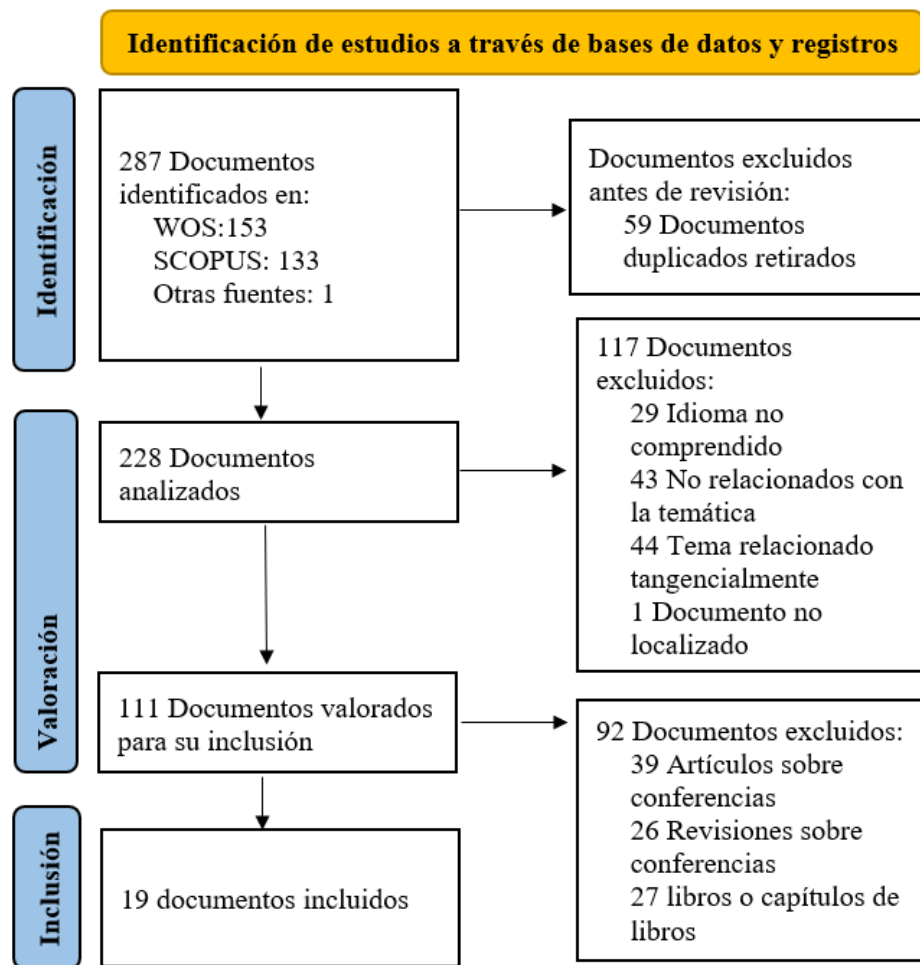 Identificación de estudios a través de bases de datos y registros
Identificación
287 Documentos
identificados en:
WOS:153
SCOPUS: 133
Otras fuentes: 1
Documentos excluidos
antes de revisión:
59 Documentos
duplicados retirados
Valoración
228 Documentos
analizados
117 Documentos
excluidos:
29 Idioma no
comprendido
43 No relacionados con
la temática
44 Tema relacionado
tangencialmente
1 Documento no
localizado
111 Documentos valorados
para su inclusión
92 Documentos excluidos:
39 Artículos sobre
conferencias
26 Revisiones sobre
conferencias
27 libros o capítulos de
libros
Inclusión
19 documentos incluidos